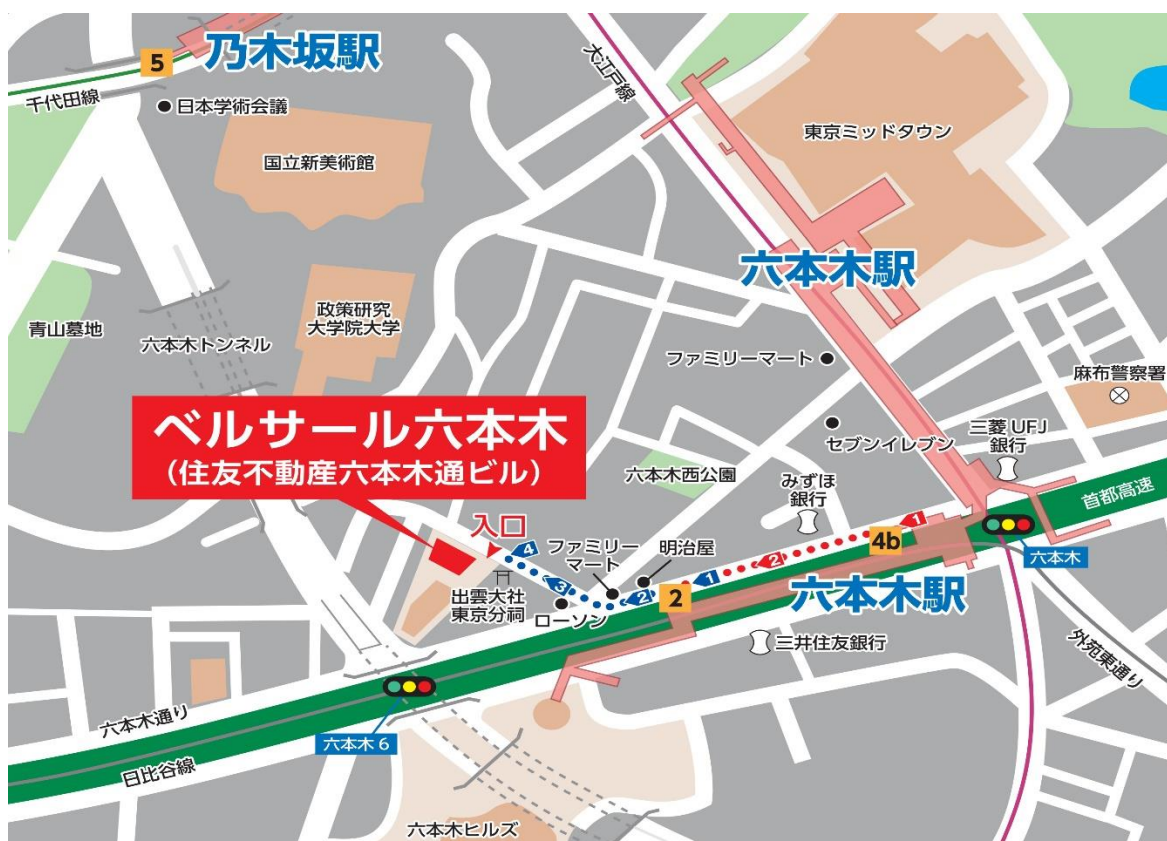 乃木坂駅
5
千代田線
日本学術会議
国立新美術館
大江戸線
東京ミッドタウン
六本木駅
青山墓地
六本木トンネル
政策研究
大学院大学
ファミリーマート
麻布警察署
セブンイレブン
三菱UFJ
銀行
ベルサール六本木
(住友不動産六本木通ビル)
六本木西公園
みずほ
銀行
首都高速
入口
4
3
2
1
2
1
4b
六本木
ファミリー
マート
明治屋
2
六本木駅
出雲大社
東京分祠
ローソン
三井住友銀行
外苑東通り
六本木通り
六本木6
日比谷線
六本木ヒルズ